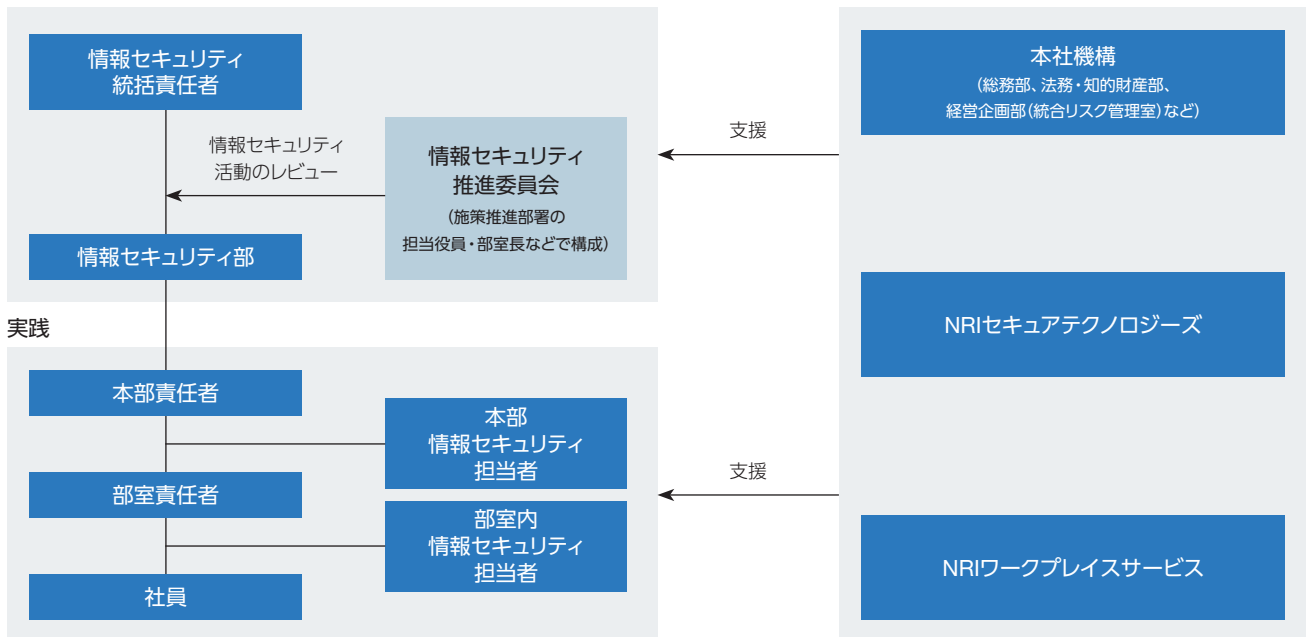 情報セキュリティ
統括責任者
情報セキュリティ
活動のレビュー
情報セキュリティ
推進委員会
(施策推進部署の
担当役員・部室長などで構成)
情報セキュリティ部
実践
本部責任者
本部
情報セキュリティ
担当者
部室責任者
部室内
情報セキュリティ
担当者
社員
支援
支援
本社機構
(総務部、法務・知的財産部、
経営企画部(統合リスク管理室)など)
NRIセキュアテクノロジーズ
NRIワークプレイスサービス